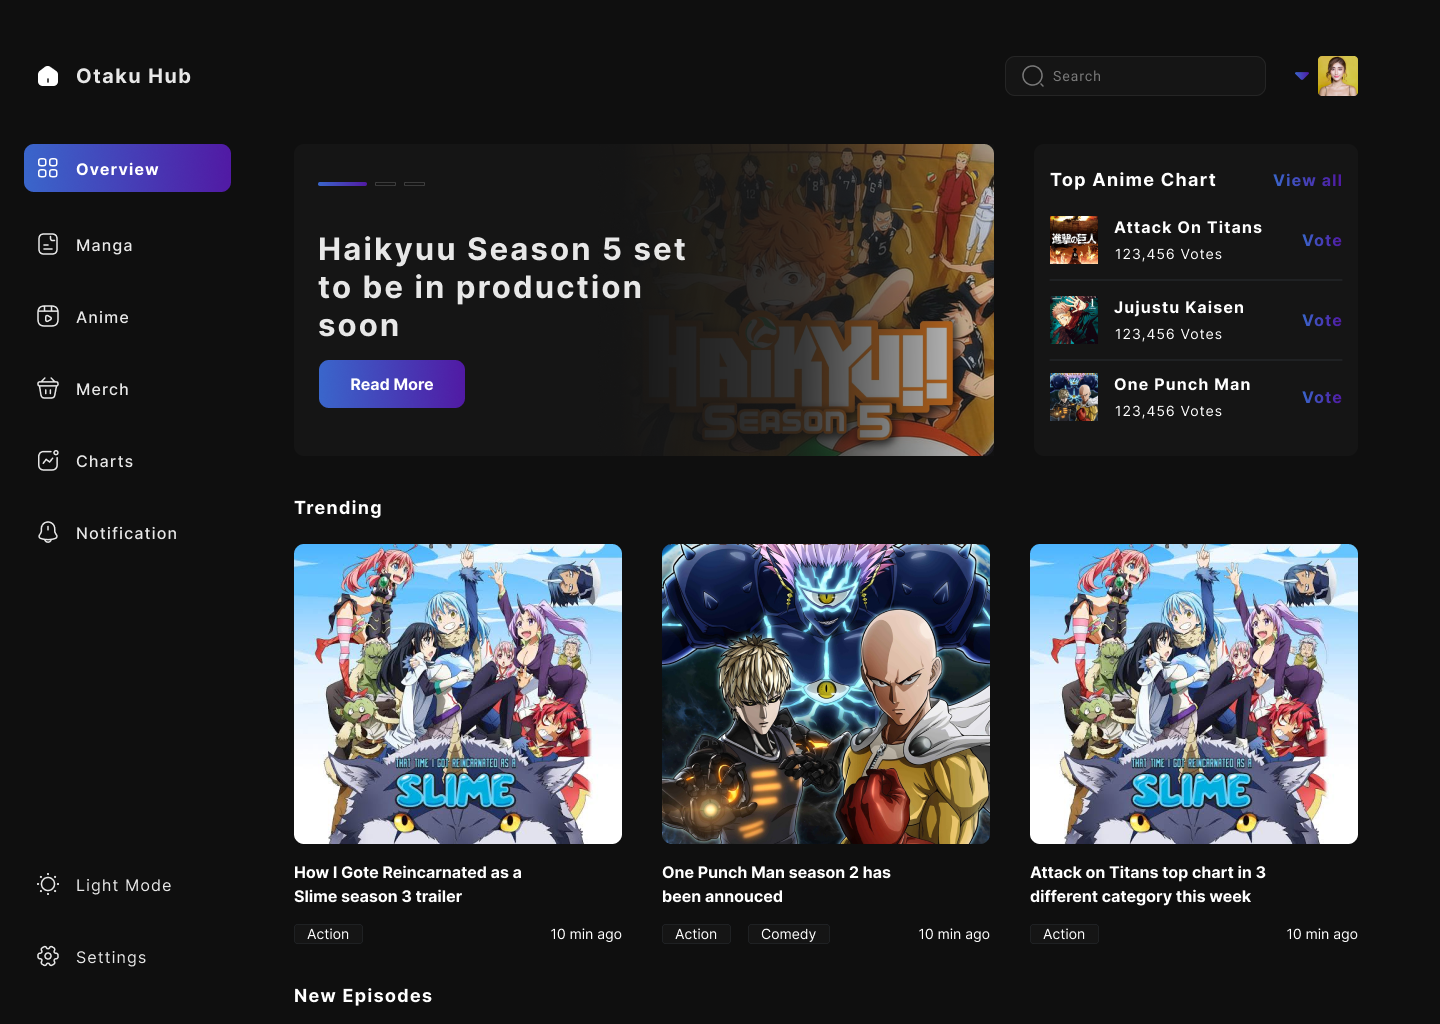 Otaku Hub
Search
Overview
Manga
Anime
Merch
Charts
Notification
Light Mode
Settings
Haikyuu Season 5 set
to be in production
soon
Read More
HAIKYU!!
SEASON 5
Top Anime Chart
View all
進撃の巨人
Attack On Titans
123,456 Votes
Vote
Jujustu Kaisen
123,456 Votes
Vote
One Punch Man
123,456 Votes
Vote
Trending
THAT TIME I GOT REINCARNATED AS A
SLIME
How I Gote Reincarnated as a
Slime season 3 trailer
Action
10 min ago
One Punch Man season 2 has
been annouced
Action
Comedy
10 min ago
THAT TIME I GOT REINCARNATED AS A
SLIME
Attack on Titans top chart in 3
different category this week
Action
10 min ago
New Episodes